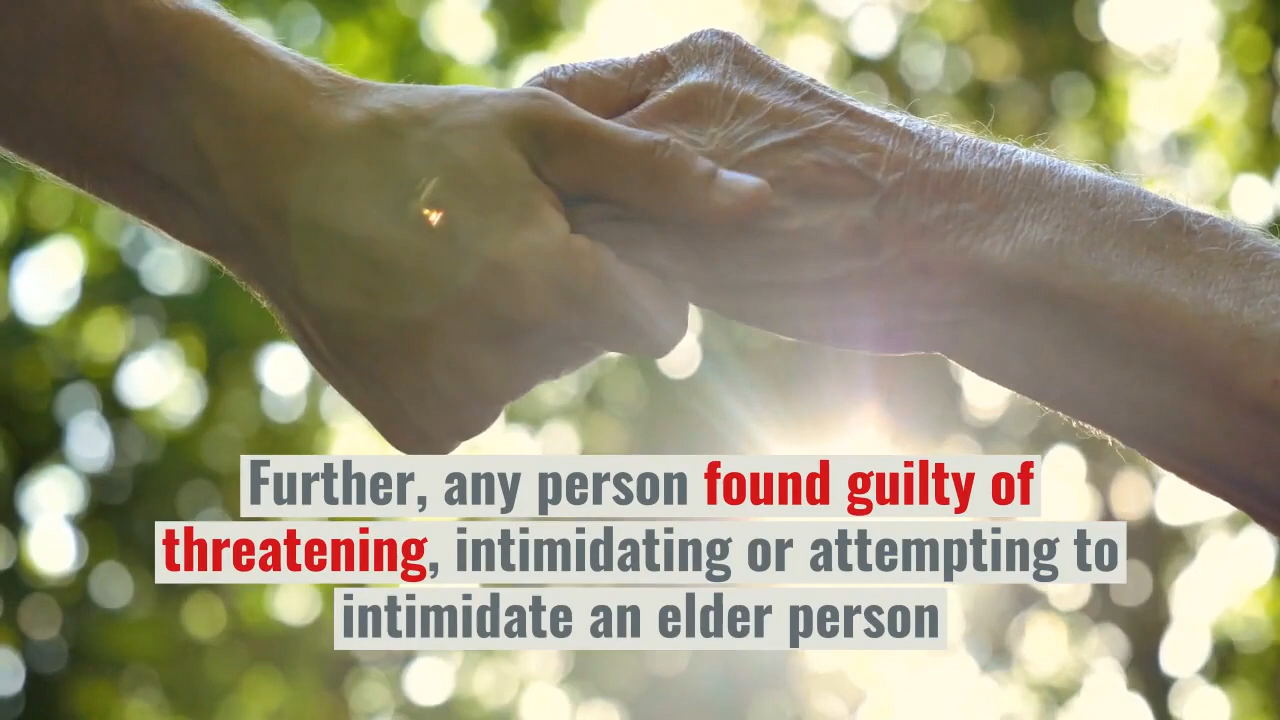 Further, any person found guilty of
threatening, intimidating or attempting to
intimidate an elder person